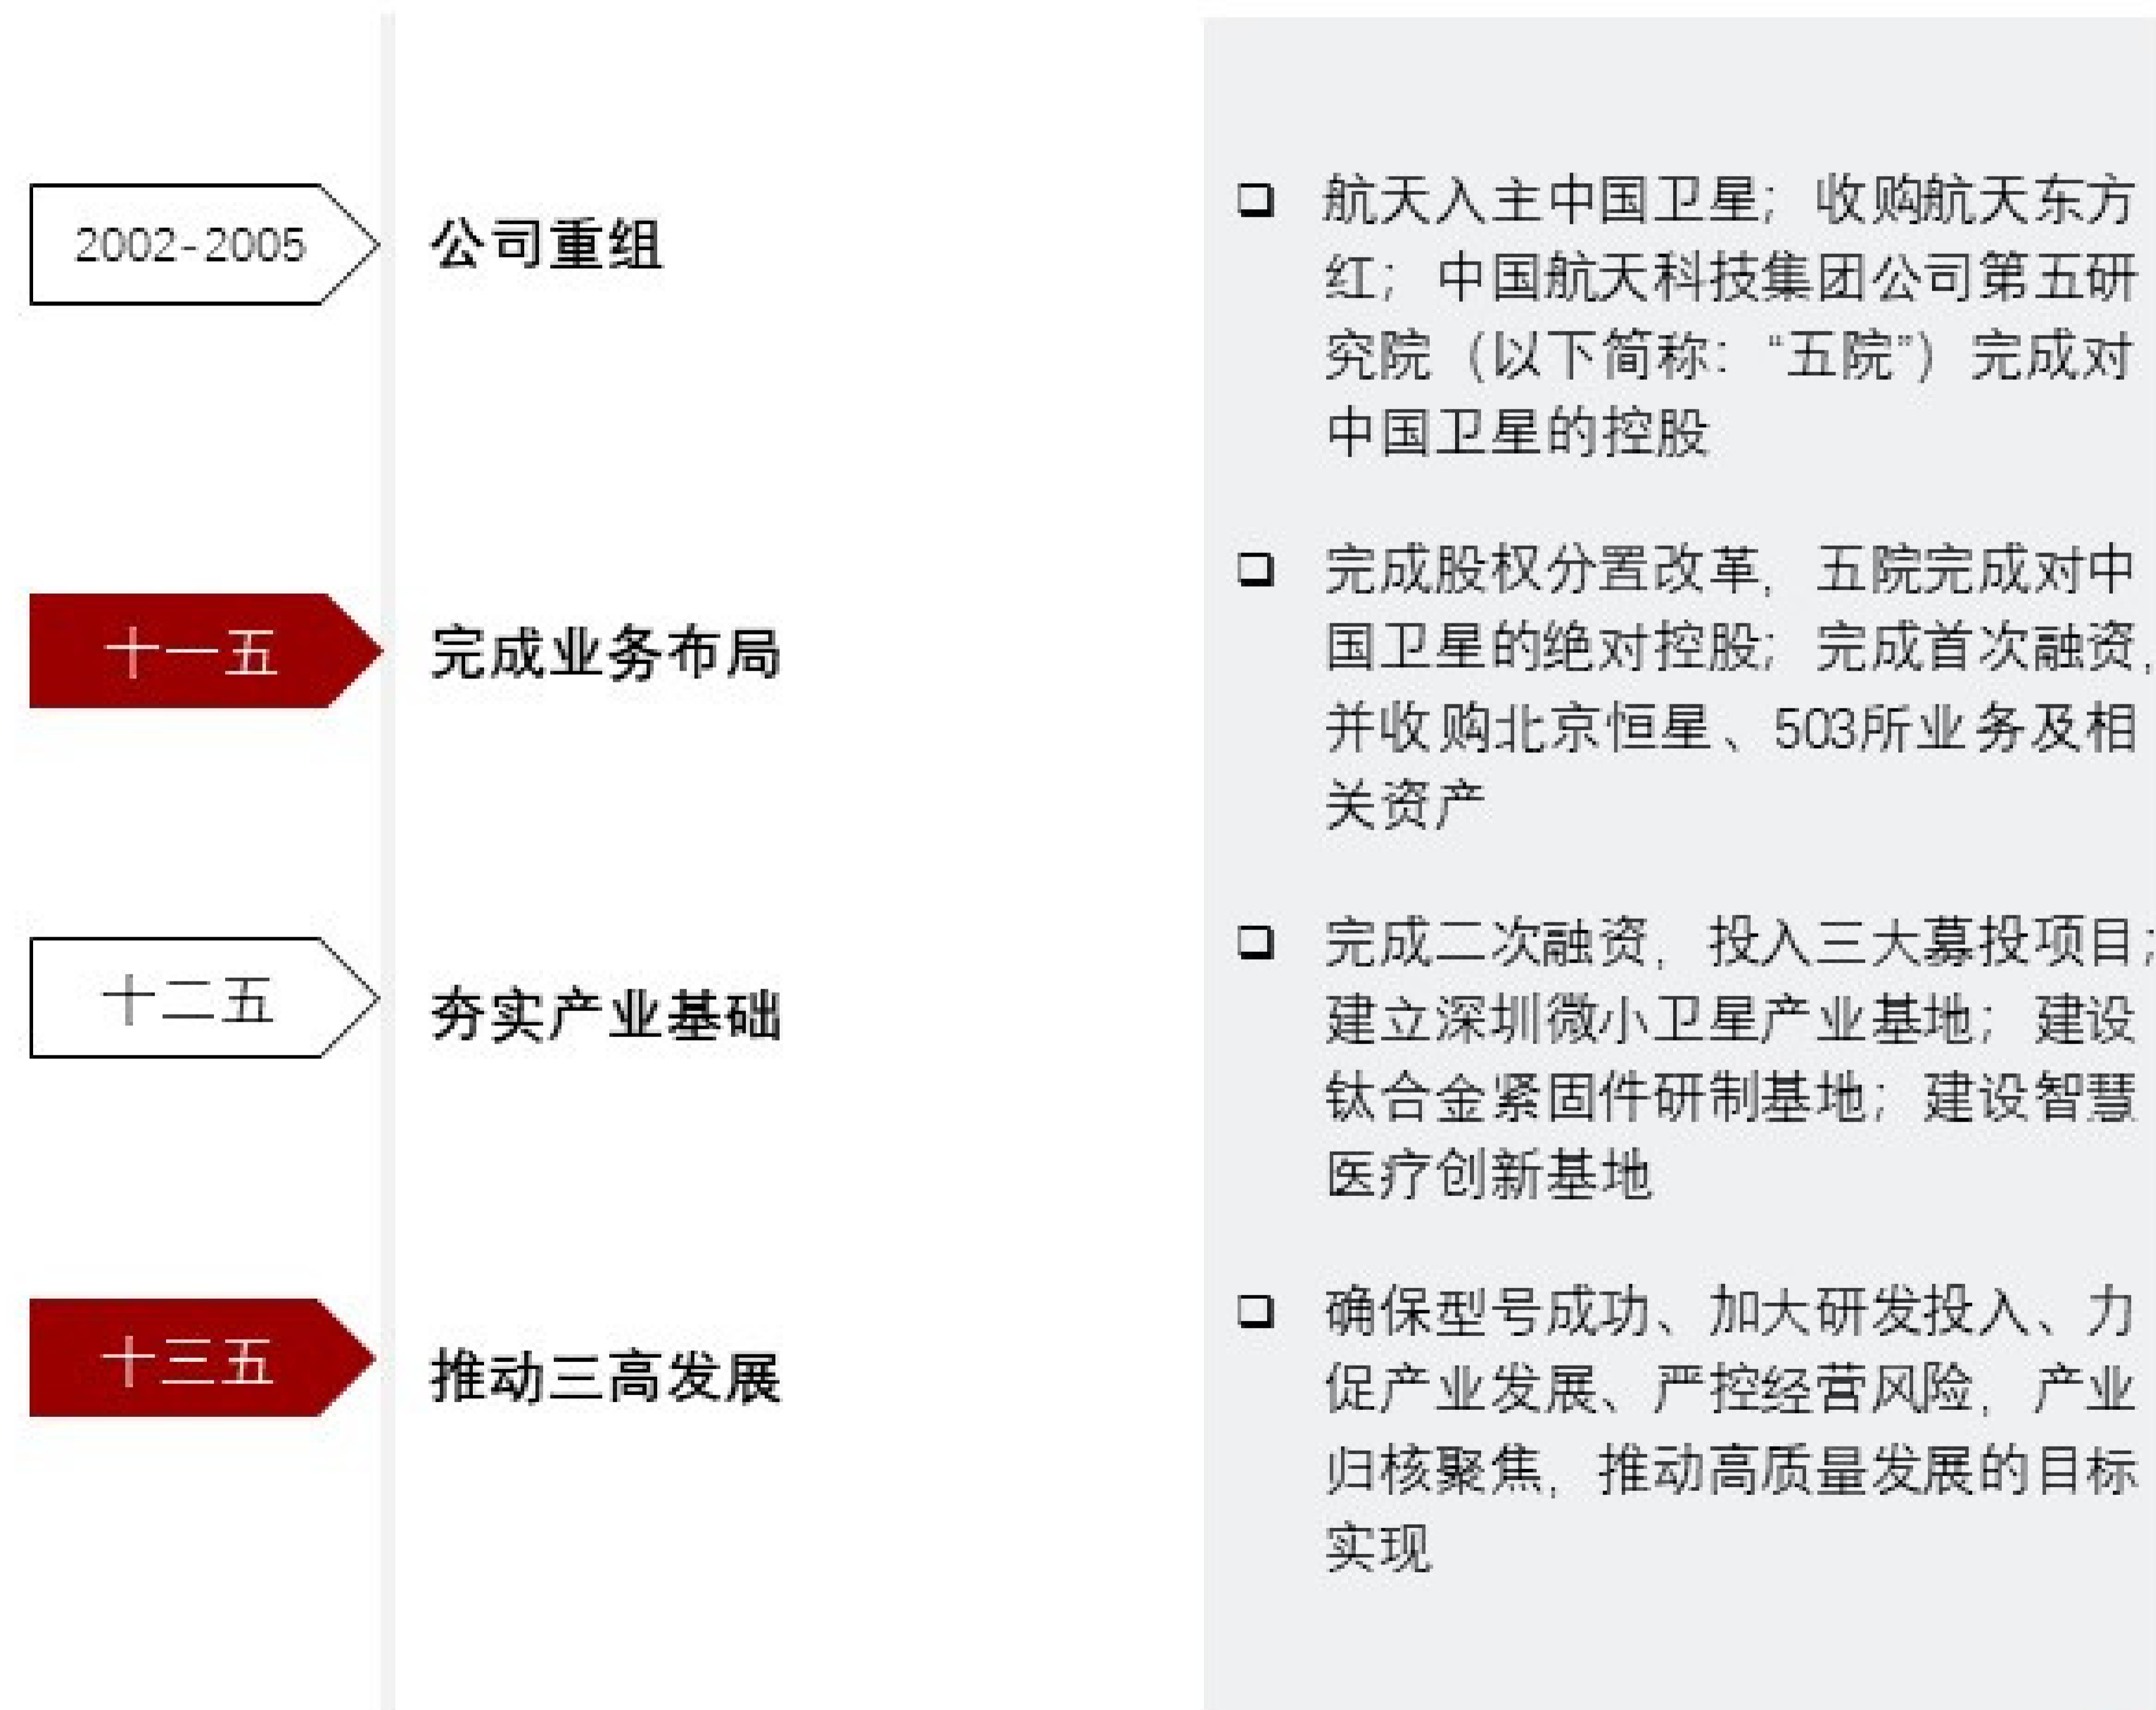 2002-2005
公司重组
航天入主中国卫星；收购航天东方
红；中国航天科技集团公司第五研
究院（以下简称：“五院”）完成对
中国卫星的控股
十一五
完成业务布局
完成股权分置改革，五院完成对中
国卫星的绝对控股；完成首次融资，
并收购北京恒星、503所业务及相
关资产
十二五
夯实产业基础
完成二次融资，投入三大募投项目；
建立深圳微小卫星产业基地；建设
钛合金紧固件研制基地；建设智慧
医疗创新基地
十三五
推动三高发展
确保型号成功、加大研发投入、力
促产业发展、严控经营风险，产业
归核聚焦，推动高质量发展的目标
实现